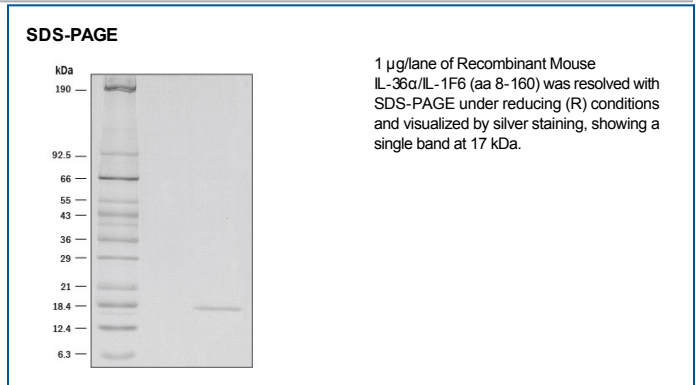 SDS-PAGE
kDa
190
92.5
66
55
43
36
29
21
18.4
12.4
6.3
1 μg/lane of Recombinant Mouse
IL-36α/IL-1F6 (aa 8-160) was resolved with
SDS-PAGE under reducing (R) conditions
and visualized by silver staining, showing a
single band at 17 kDa.